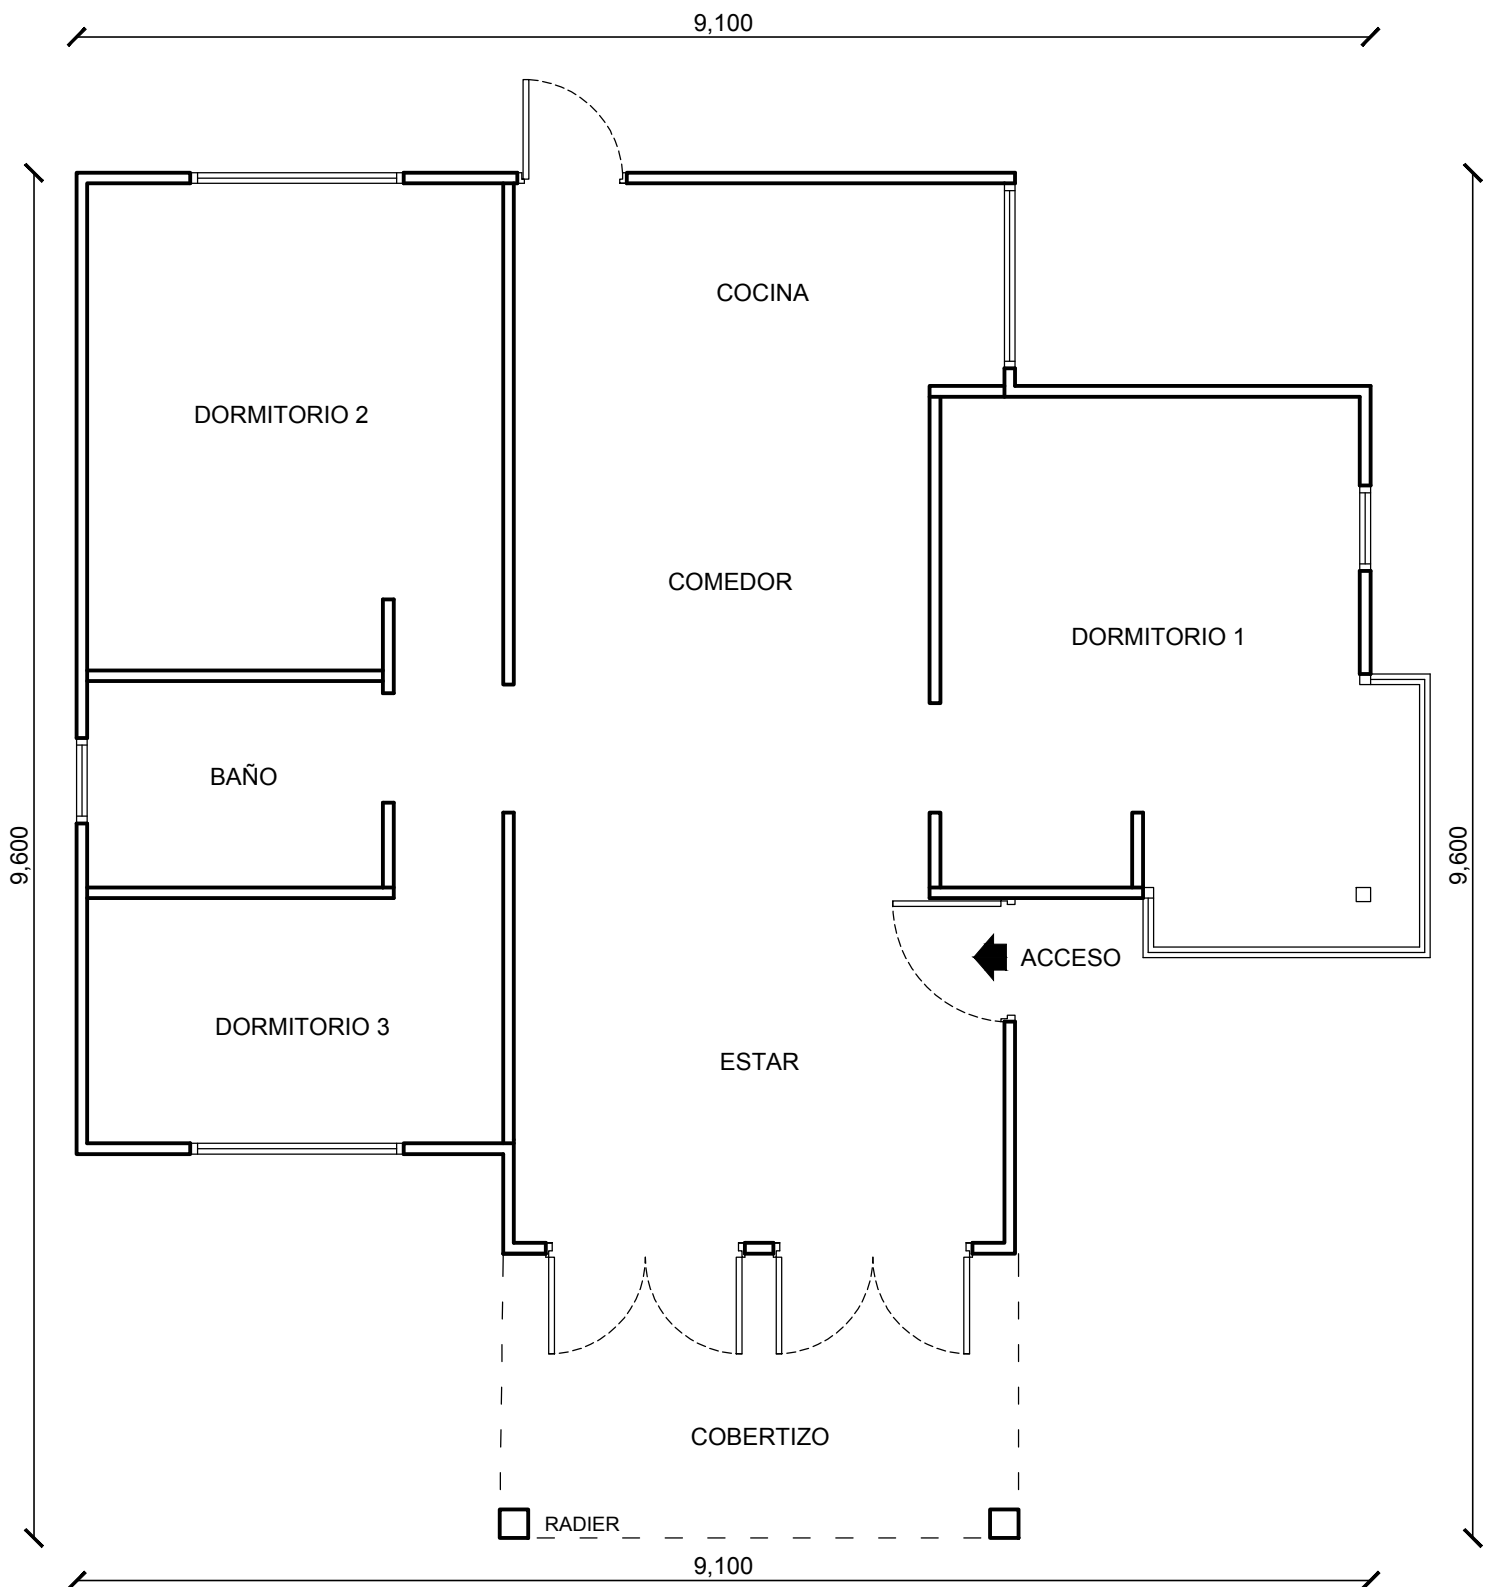 9,100
COCINA
DORMITORIO 2
COMEDOR
DORMITORIO 1
BAÑO
9,600
9,600
ACCESO
DORMITORIO 3
ESTAR
COBERTIZO
RADIER
9,100